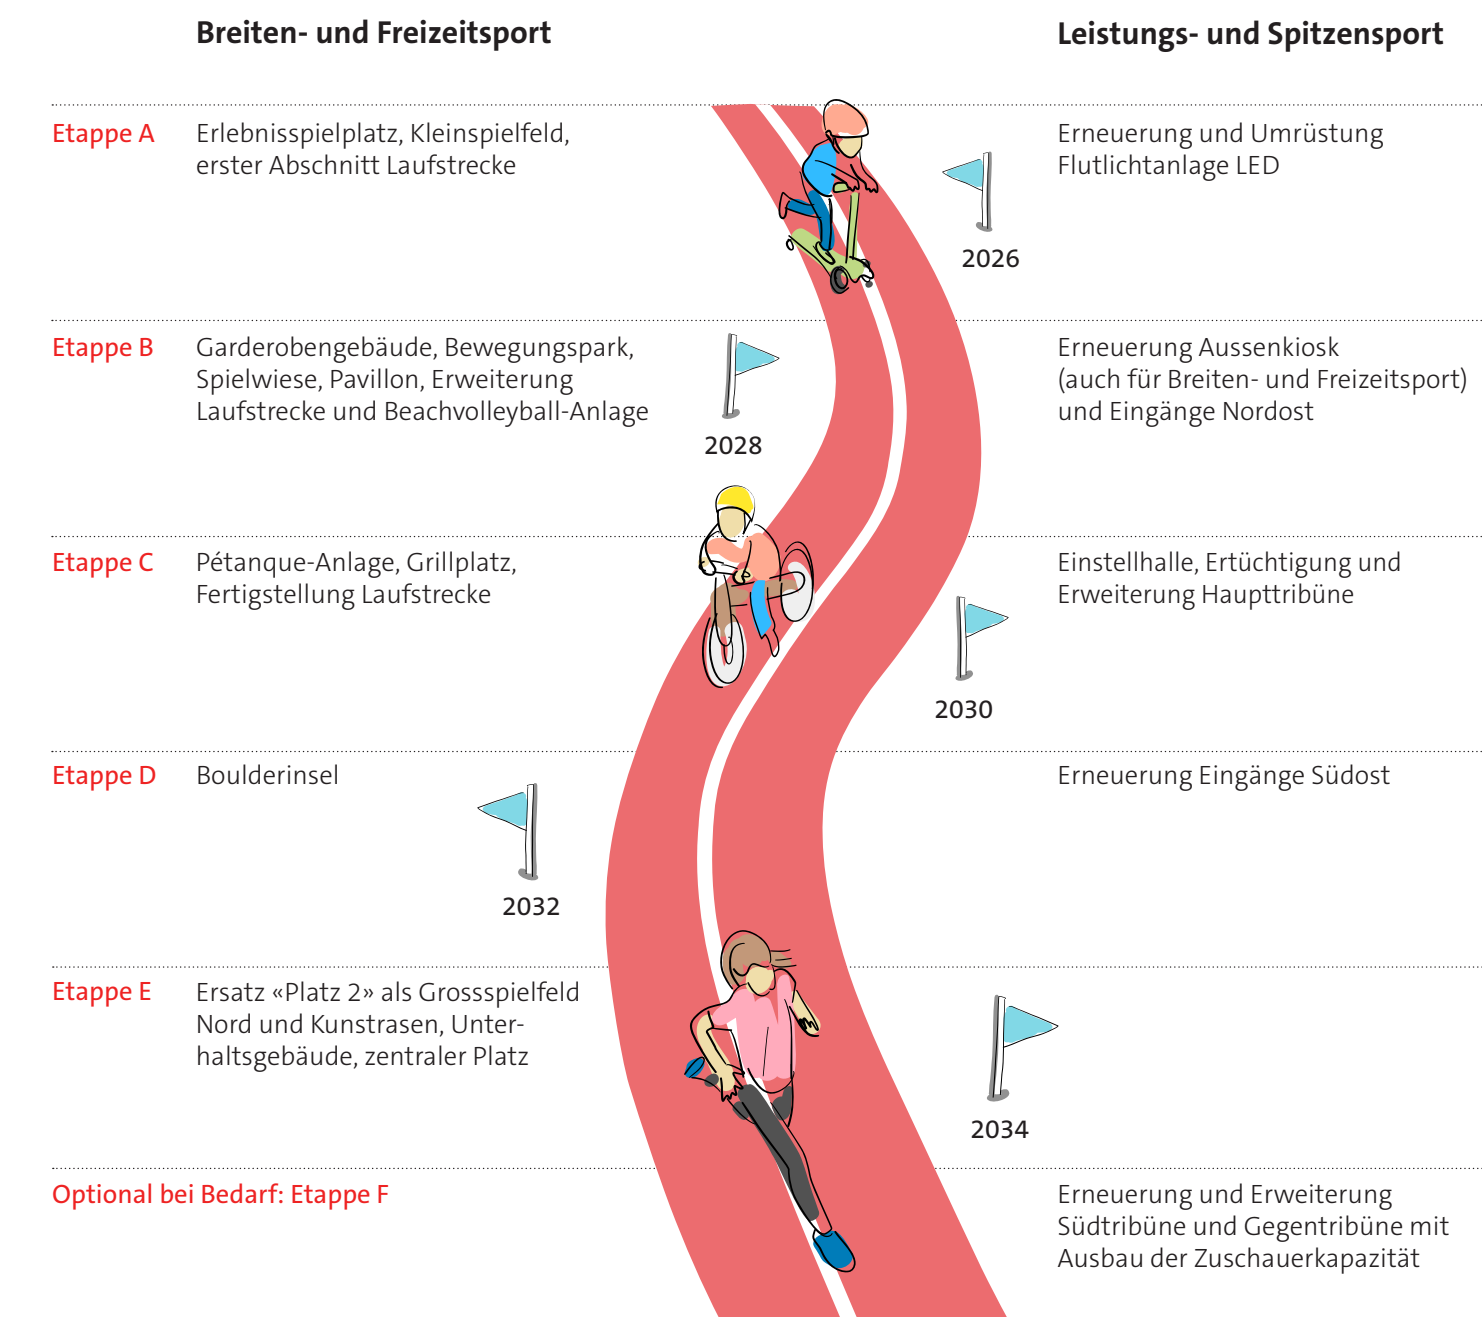 Breiten- und Freizeitsport
Leistungs- und Spitzensport
Etappe A
Erlebnisspielplatz, Kleinspielfeld,
erster Abschnitt Laufstrecke
Erneuerung und Umrüstung
Flutlichtanlage LED
2026
Etappe B
Garderobengebäude, Bewegungspark,
Spielwiese, Pavillon, Erweiterung
Laufstrecke und Beachvolleyball-Anlage
2028
Erneuerung Aussenkiosk
(auch für Breiten- und Freizeitsport)
und Eingänge Nordost
Etappe C
Pétanque-Anlage, Grillplatz,
Fertigstellung Laufstrecke
Einstellhalle, Ertüchtigung und
Erweiterung Haupttribüne
2030
Etappe D
Boulderinsel
2032
Erneuerung Eingänge Südost
Etappe E
Ersatz «Platz 2» als Grossspielfeld
Nord und Kunstrasen, Unter-
haltsgebäude, zentraler Platz
2034
Optional bei Bedarf: Etappe F
Erneuerung und Erweiterung
Südtribüne und Gegentribüne mit
Ausbau der Zuschauerkapazität